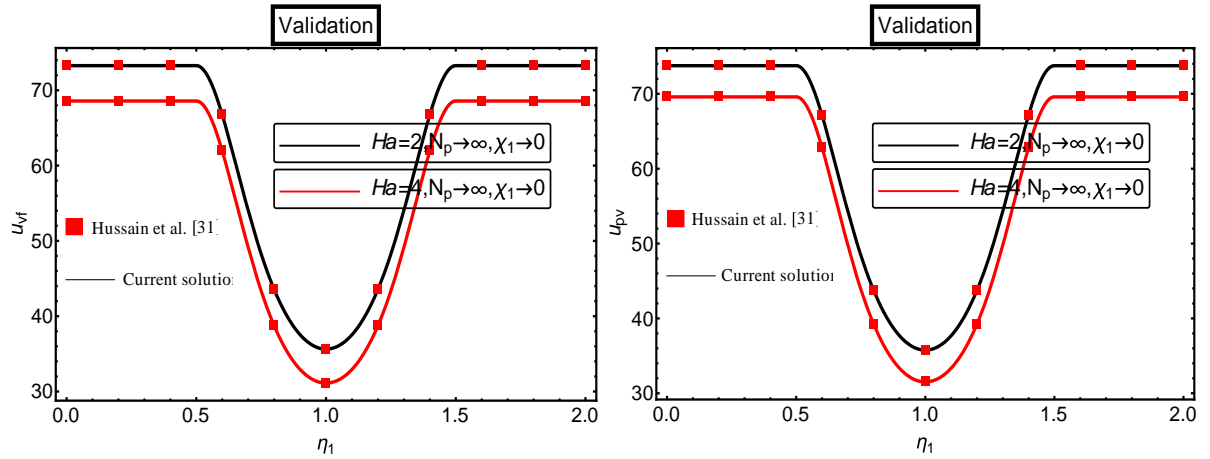 Validation
70
60
50
40
30
u_vf
Ha=2,N_p→∞,χ_1→0
Ha=4,N_p→∞,χ_1→0
Hussain et al. [31]
Current solution
0.0 0.5 1.0 1.5 2.0
η_1
Validation
70
60
50
40
30
u_pv
Ha=2,N_p→∞,χ_1→0
Ha=4,N_p→∞,χ_1→0
Hussain et al. [31]
Current solution
0.0 0.5 1.0 1.5 2.0
η_1